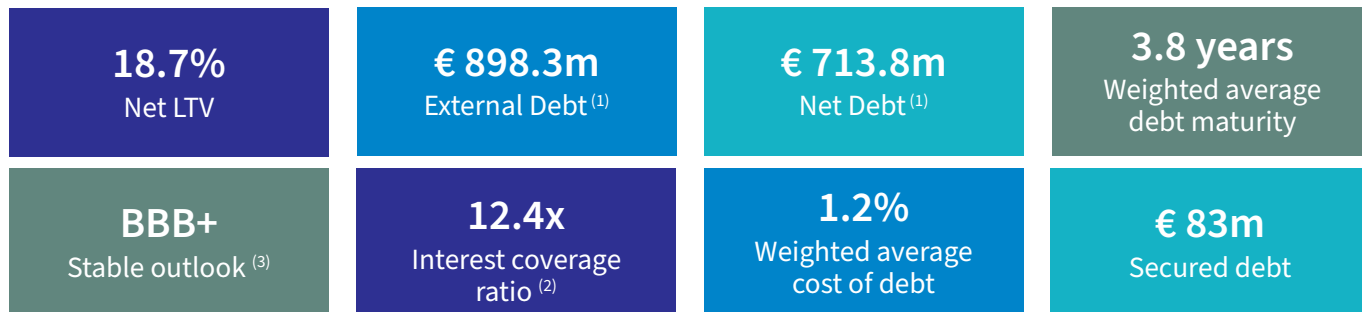 18.7%
Net LTV
€ 898.3m
External Debt (1)
€ 713.8m
Net Debt (1)
3.8 years
Weighted average
debt maturity
BBB+
Stable outlook (3)
12.4x
Interest coverage
ratio (2)
1.2%
Weighted average
cost of debt
€ 83m
Secured debt